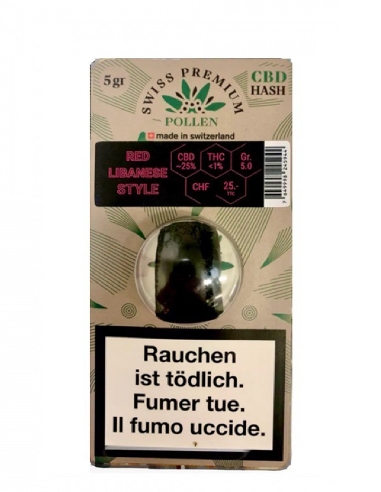 5gr
SWISS PREMIUM
POLLEN
CBD
HASH
made in switzerland
RED
LIBANESE
STYLE
CBD
~25%
THC
<1%
Gr.
5.0
CHF
25.-
TTC
Rauchen
ist tödlich.
Fumer tue.
Il fumo uccide.